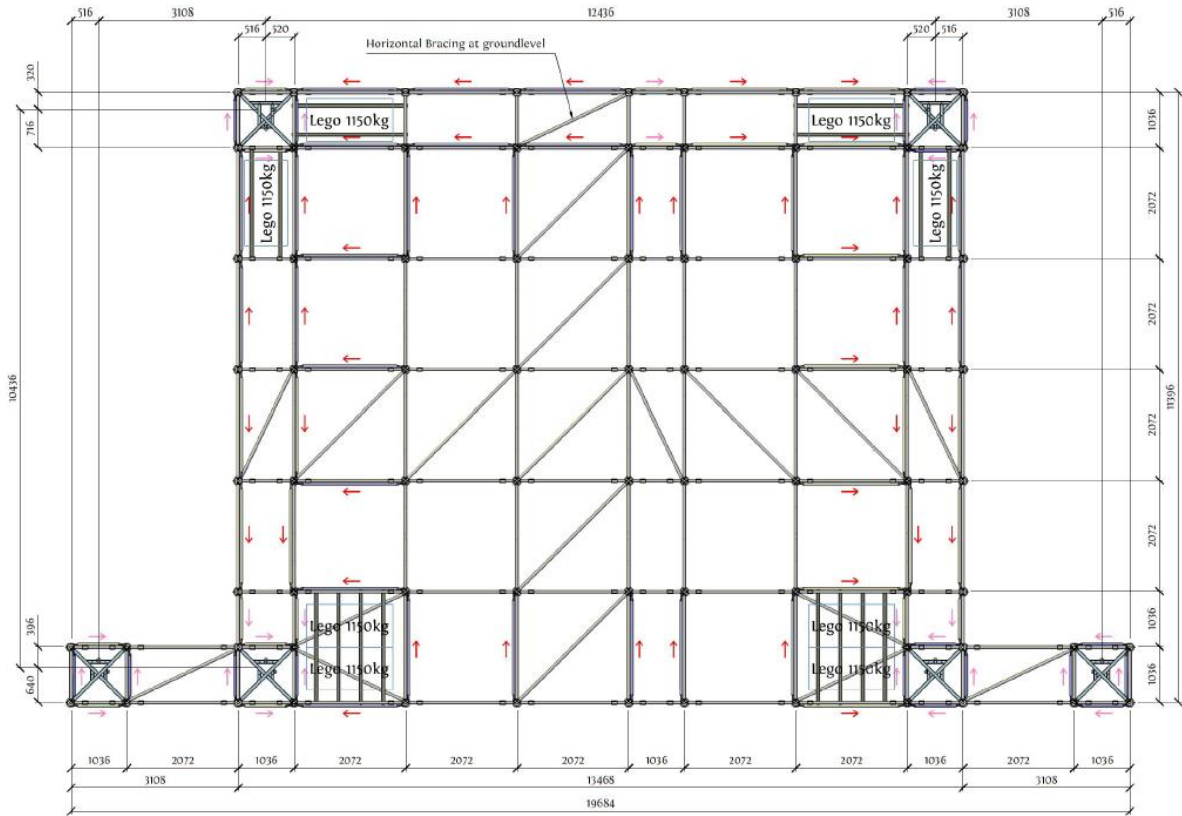 516 3108 12436 3108 516
516 520 520 516
Horizontal Bracing at groundlevel
320
716
1036
Lego 1150kg
Lego 1150kg
Lego 1150kg
Lego 1150kg
2072
2072
10436
11396
2072
2072
396
640
1036
1036
Lego 1150kg
Lego 1150kg
Lego 1150kg
Lego 1150kg
1036 2072 1036 2072 2072 2072 1036 2072 2072 1036 2072 1036
3108 13468 3108
19684